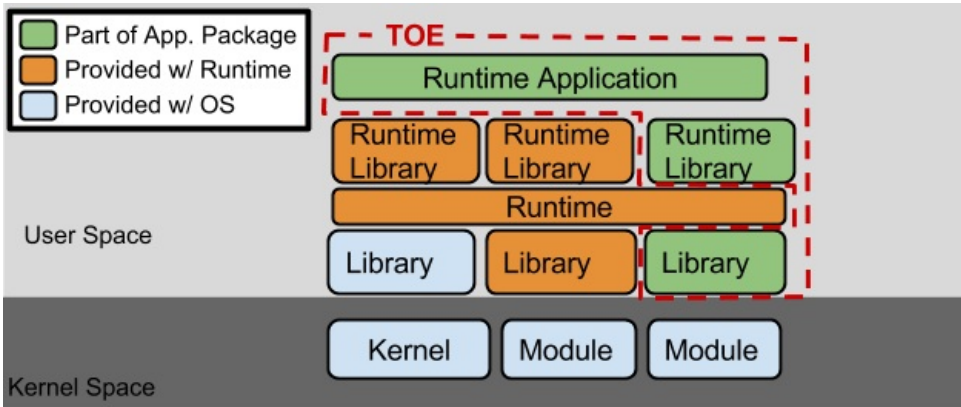 Part of App. Package
Provided w/ Runtime
Provided w/ OS
TOE
Runtime Application
Runtime
Library
Runtime
Library
Runtime
Library
Runtime
User Space
Library
Library
Library
Kernel
Module
Module
Kernel Space